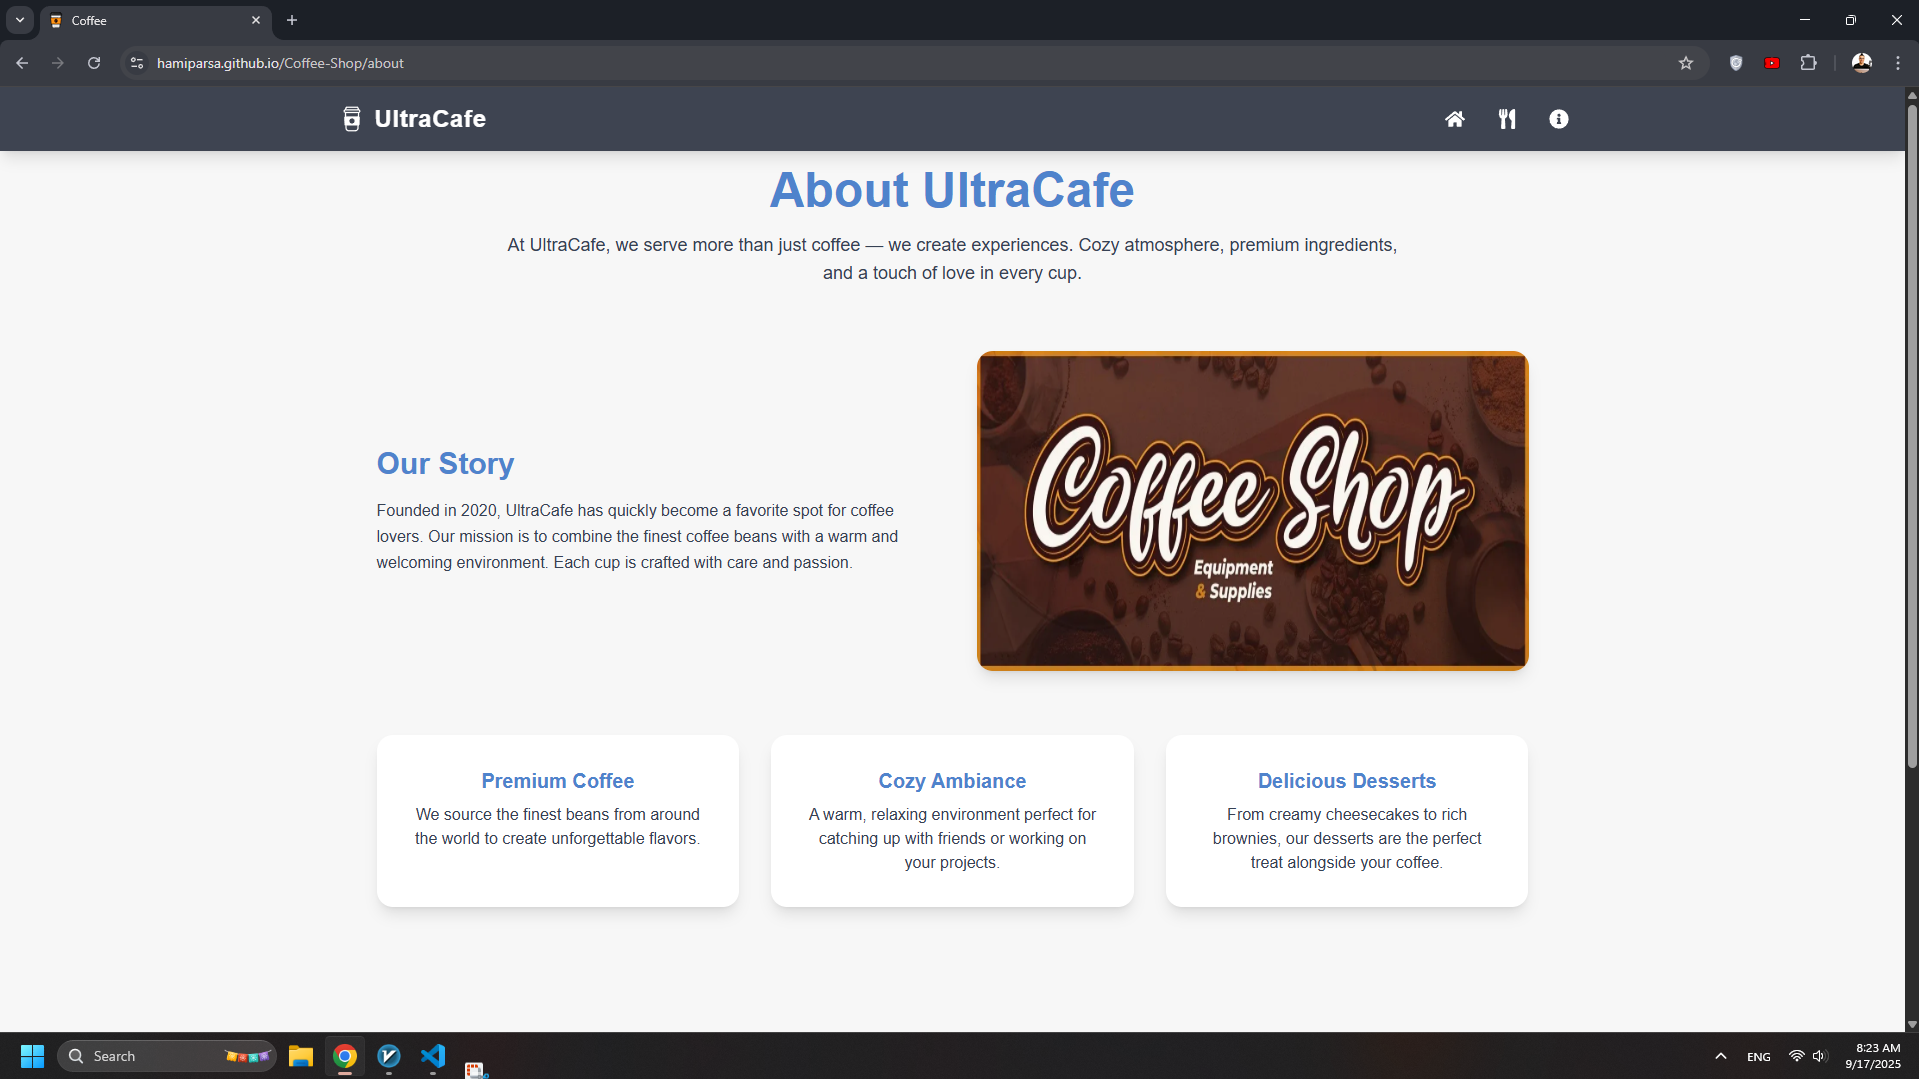 Coffee
hamiparsa.github.io/Coffee-Shop/about
UltraCafe
About UltraCafe
At UltraCafe, we serve more than just coffee — we create experiences. Cozy atmosphere, premium ingredients,
and a touch of love in every cup.
Our Story
Founded in 2020, UltraCafe has quickly become a favorite spot for coffee
lovers. Our mission is to combine the finest coffee beans with a warm and
welcoming environment. Each cup is crafted with care and passion.
Coffee Shop
Equipment
& Supplies
Premium Coffee
We source the finest beans from around
the world to create unforgettable flavors.
Cozy Ambiance
A warm, relaxing environment perfect for
catching up with friends or working on
your projects.
Delicious Desserts
From creamy cheesecakes to rich
brownies, our desserts are the perfect
treat alongside your coffee.
Search
ENG
8:23 AM
9/17/2025